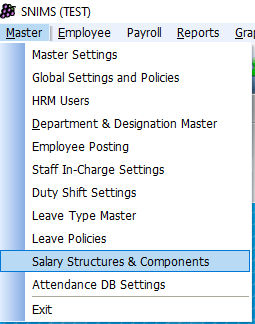 SNIMS (TEST)
Master Employee Payroll Reports
Master Settings
Global Settings and Policies
HRM Users
Department & Designation Master
Employee Posting
Staff In-Charge Settings
Duty Shift Settings
Leave Type Master
Leave Policies
Salary Structures & Components
Attendance DB Settings
Exit